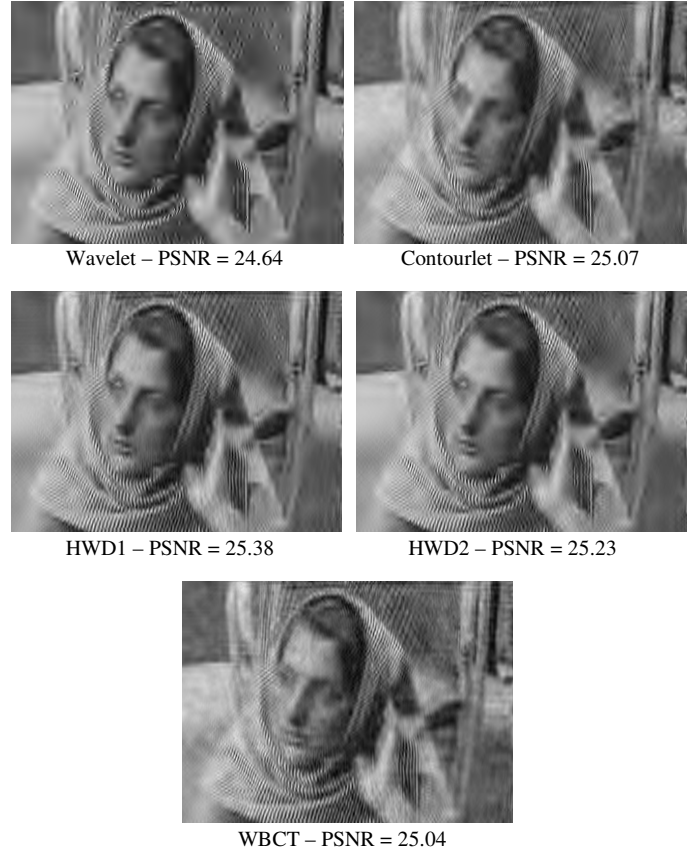 Wavelet – PSNR = 24.64
Contourlet – PSNR = 25.07
HWD1 – PSNR = 25.38
HWD2 – PSNR = 25.23
WBCT – PSNR = 25.04